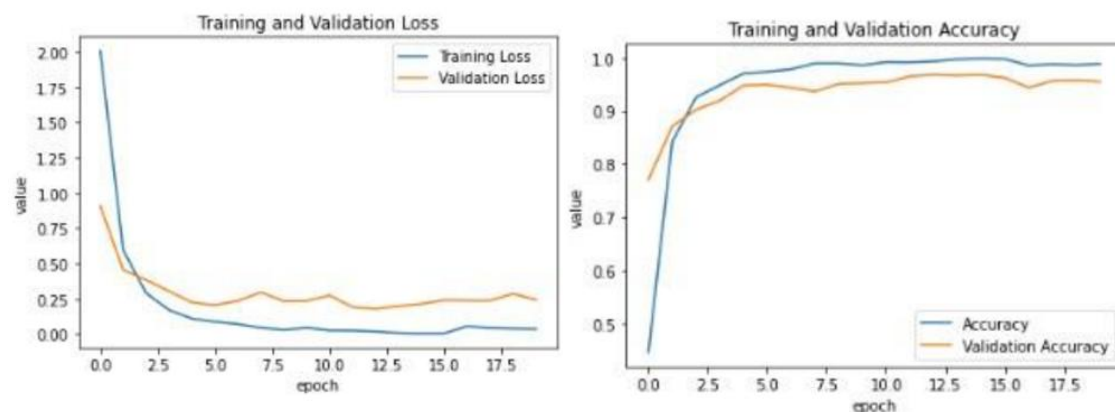 Training and Validation Loss
2.00
1.75
1.50
1.25
1.00
0.75
0.50
0.25
0.00
value
Training Loss
Validation Loss
0.0 2.5 5.0 7.5 10.0 12.5 15.0 17.5
epoch
Training and Validation Accuracy
1.0
0.9
0.8
0.7
0.6
0.5
value
Accuracy
Validation Accuracy
0.0 2.5 5.0 7.5 10.0 12.5 15.0 17.5
epoch